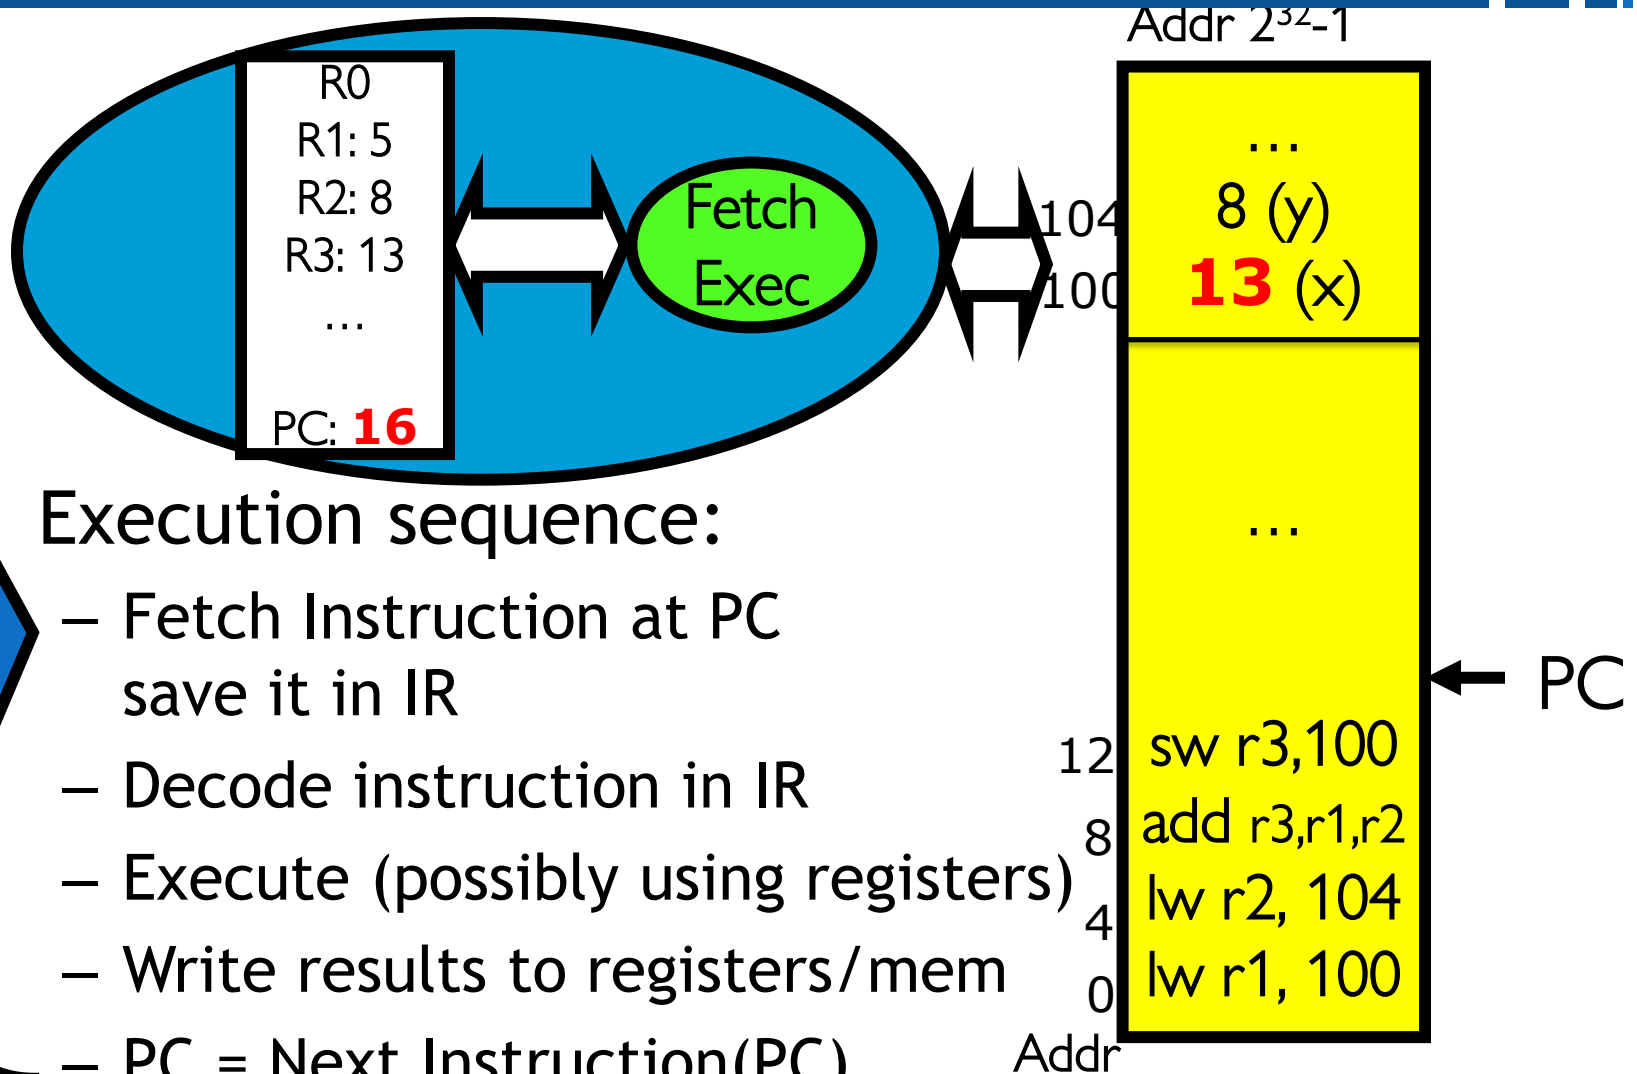 Addr 2³²-1
R0
R1: 5
R2: 8
R3: 13
…
PC: 16
Fetch
Exec
…
104 8 (y)
100 13 (x)
…
PC
12 sw r3,100
8 add r3,r1,r2
4 lw r2, 104
0 lw r1, 100
Addr
Execution sequence:
– Fetch Instruction at PC
save it in IR
– Decode instruction in IR
– Execute (possibly using registers)
– Write results to registers/mem
– PC = Next Instruction(PC)